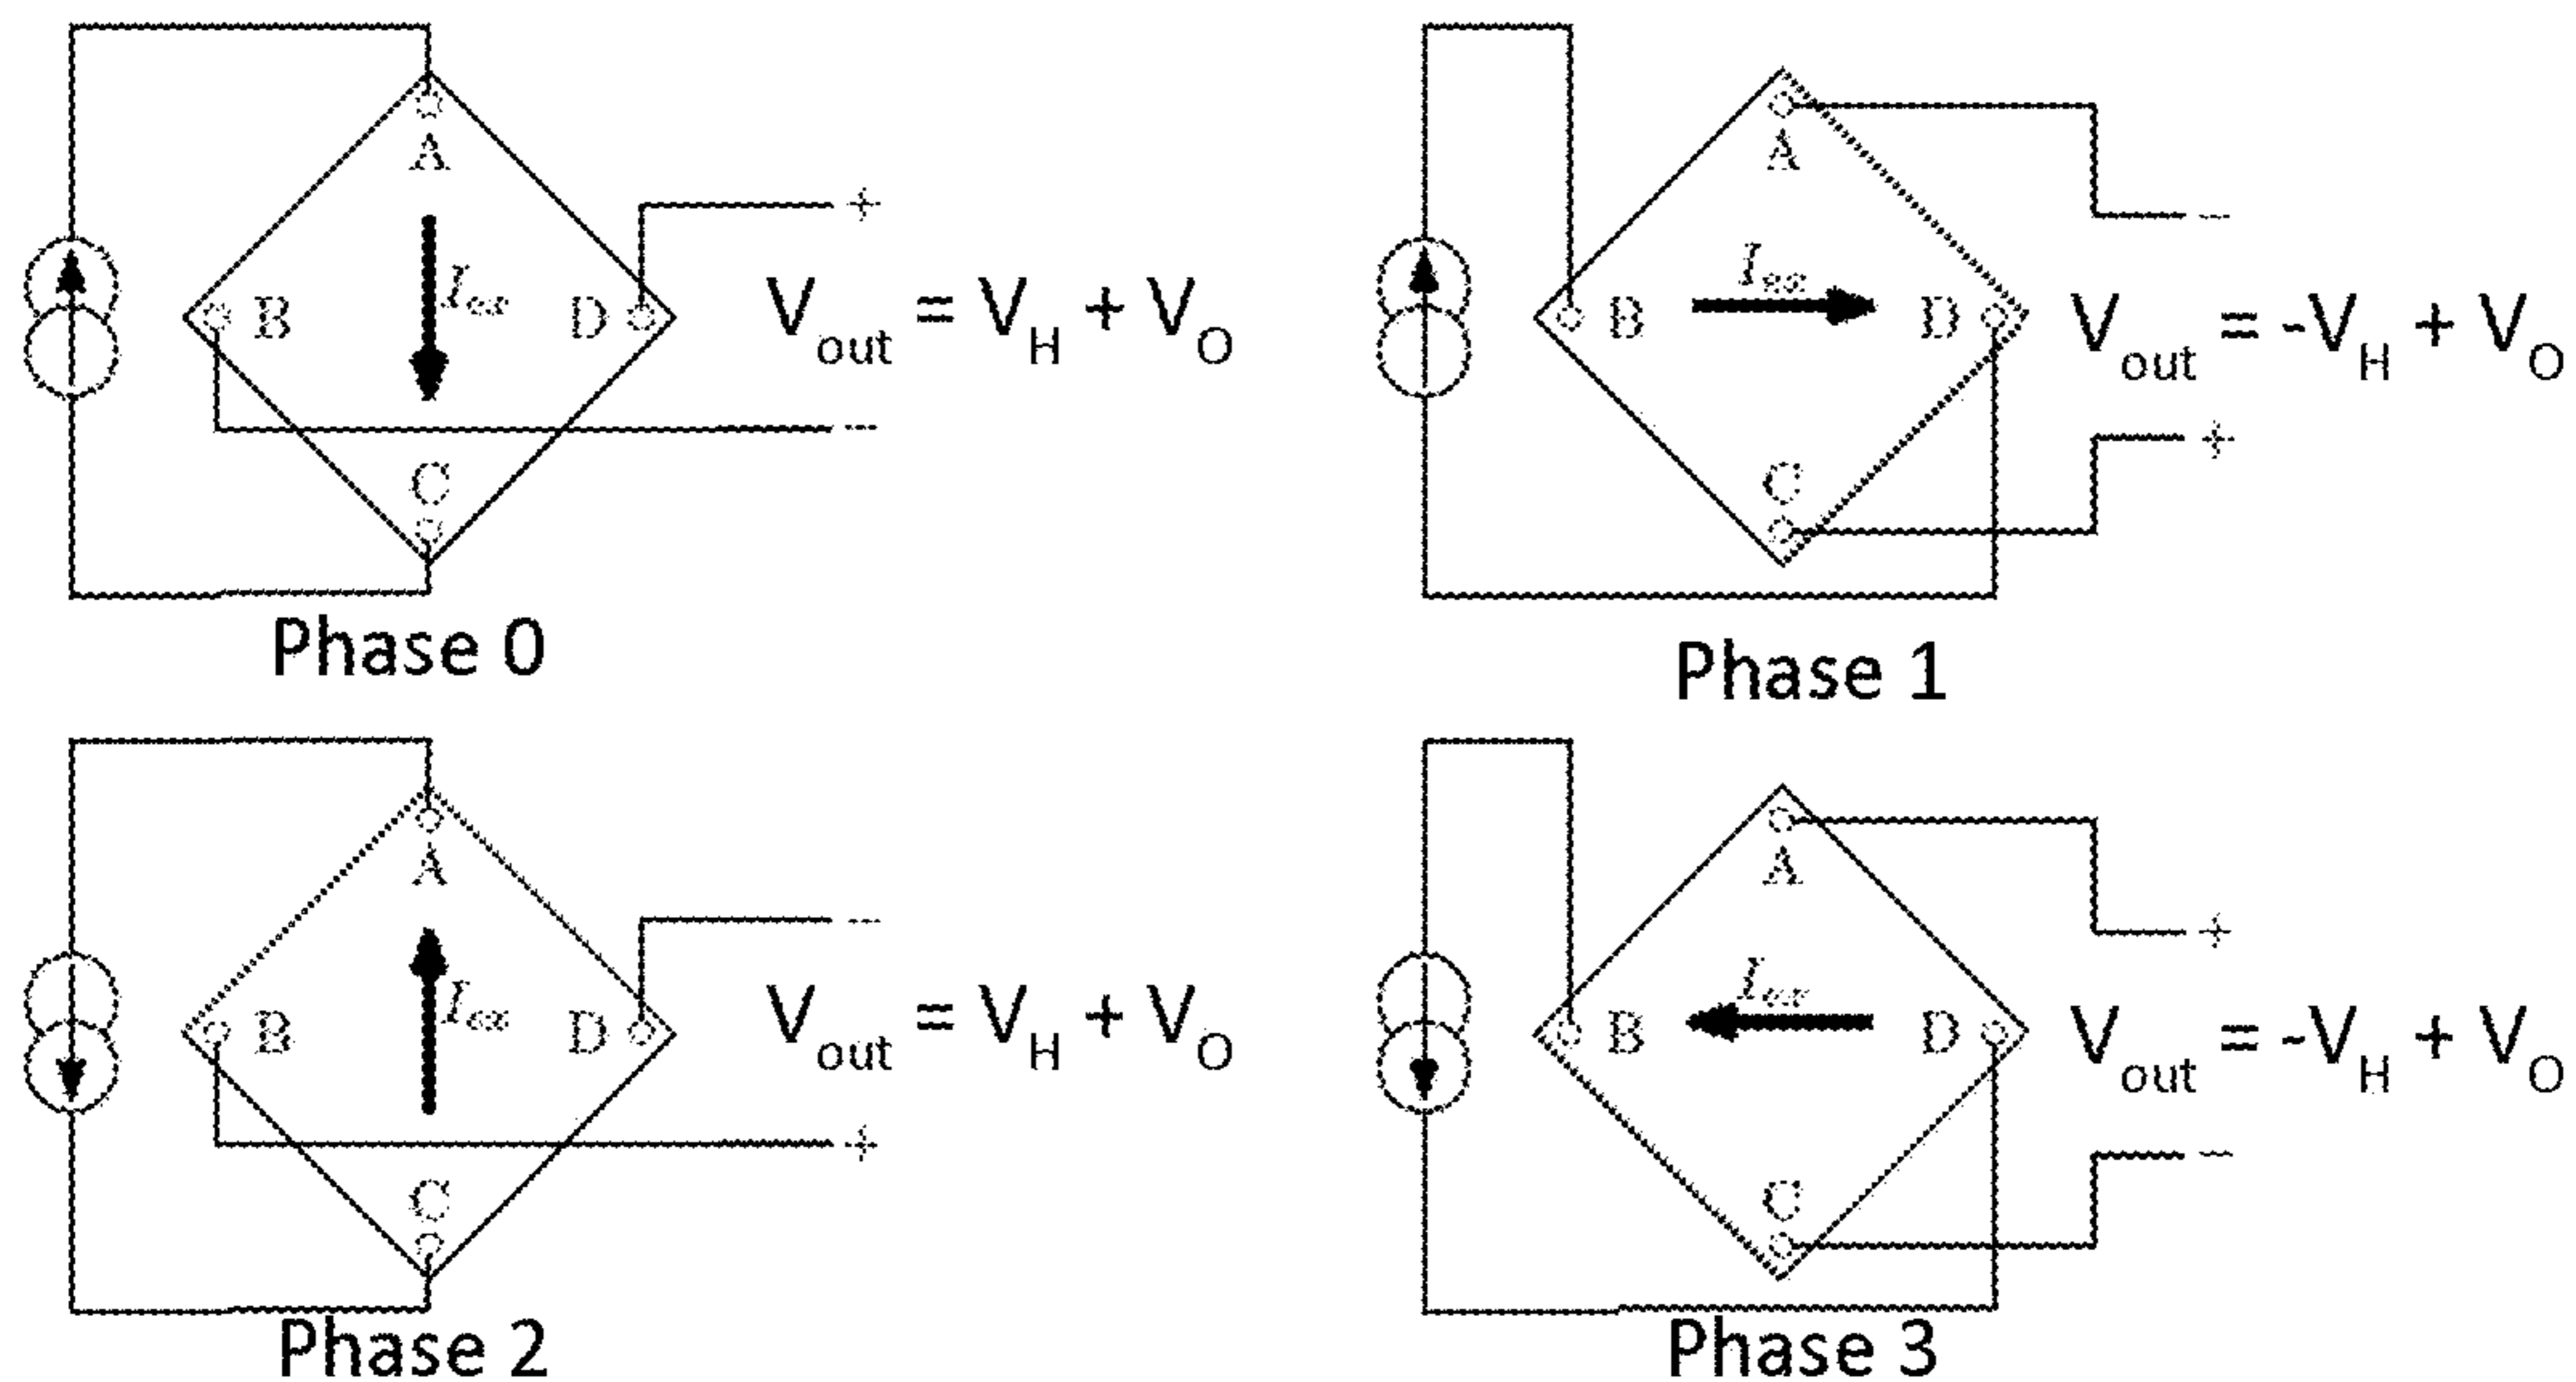 A
I_ex
B
D
+
V_out = V_H + V_O
−
C
Phase 0
A
−
I_ex
B
D
V_out = -V_H + V_O
+
C
Phase 1
A
−
I_ex
B
D
V_out = V_H + V_O
+
C
Phase 2
A
+
I_ex
B
D
V_out = -V_H + V_O
−
C
Phase 3